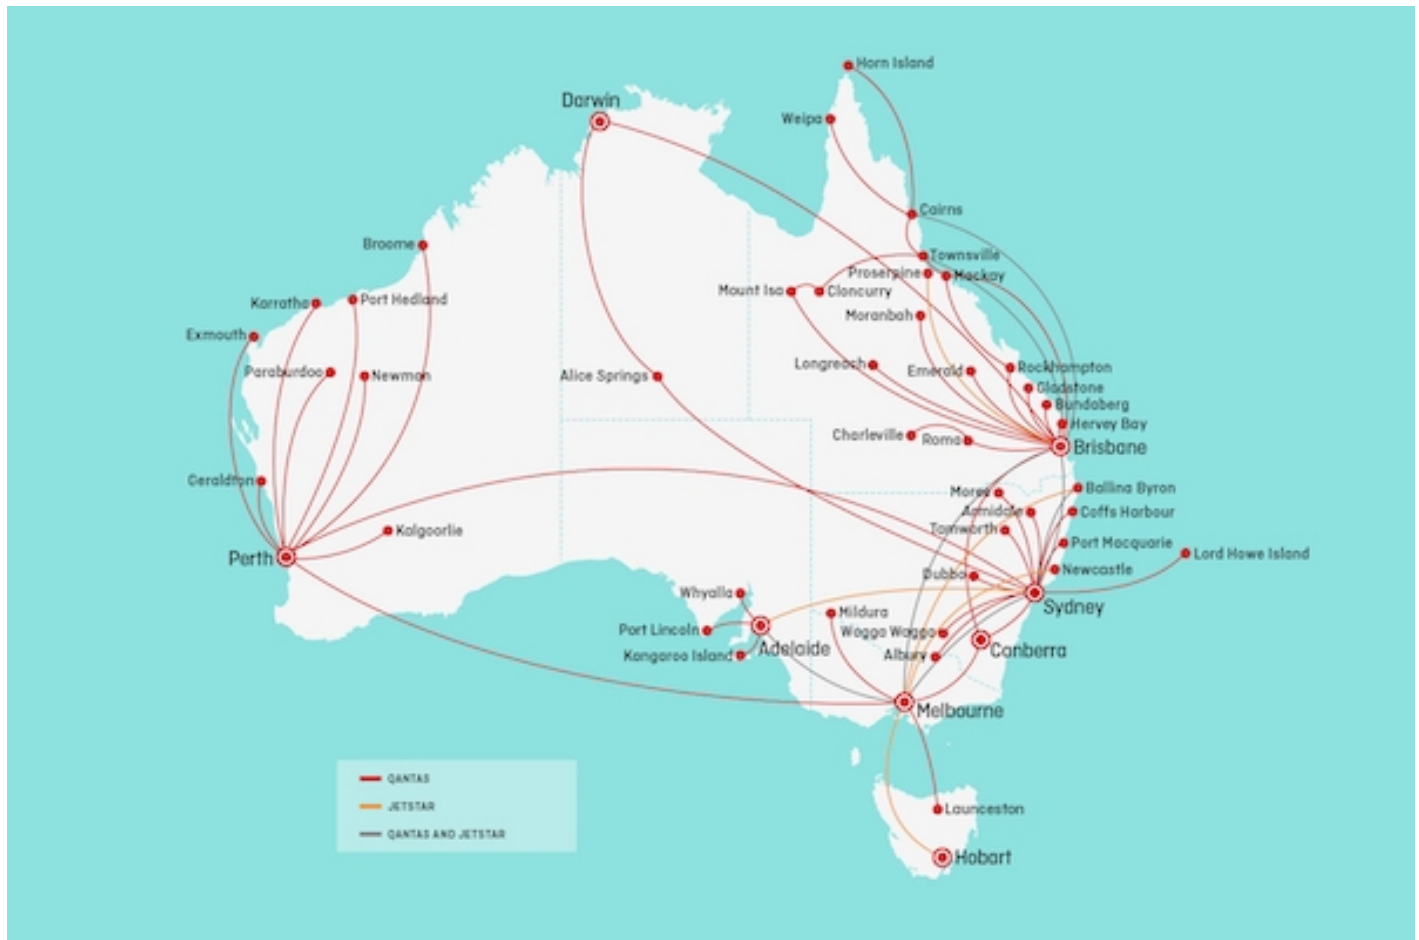 Horn Island
Darwin
Weipa
Cairns
Broome
Townsville
Proserpine
Mackay
Mount Isa
Cloncurry
Karratha
Port Hedland
Moranbah
Exmouth
Longreach
Emerald
Rockhampton
Paraburdoo
Newman
Alice Springs
Gladstone
Bundaberg
Hervey Bay
Charleville
Roma
Brisbane
Geraldton
Moree
Ballina Byron
Armidale
Coffs Harbour
Tamworth
Kalgoorlie
Port Macquarie
Perth
Lord Howe Island
Dubbo
Newcastle
Whyalla
Sydney
Mildura
Port Lincoln
Wagga Wagga
Adelaide
Canberra
Kangaroo Island
Albury
Melbourne
QANTAS
JETSTAR
QANTAS AND JETSTAR
Launceston
Hobart